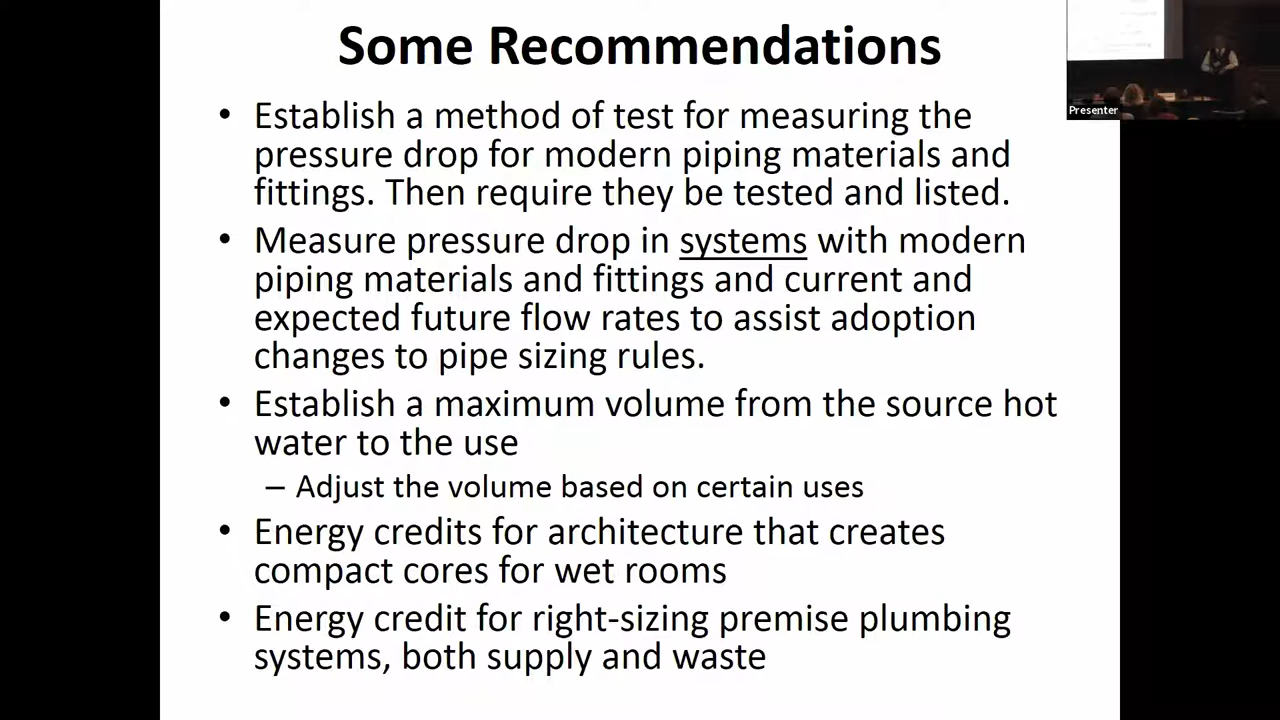 Some Recommendations
• Establish a method of test for measuring the
pressure drop for modern piping materials and
fittings. Then require they be tested and listed.
• Measure pressure drop in systems with modern
piping materials and fittings and current and
expected future flow rates to assist adoption
changes to pipe sizing rules.
• Establish a maximum volume from the source hot
water to the use
– Adjust the volume based on certain uses
• Energy credits for architecture that creates
compact cores for wet rooms
• Energy credit for right-sizing premise plumbing
systems, both supply and waste
Presenter